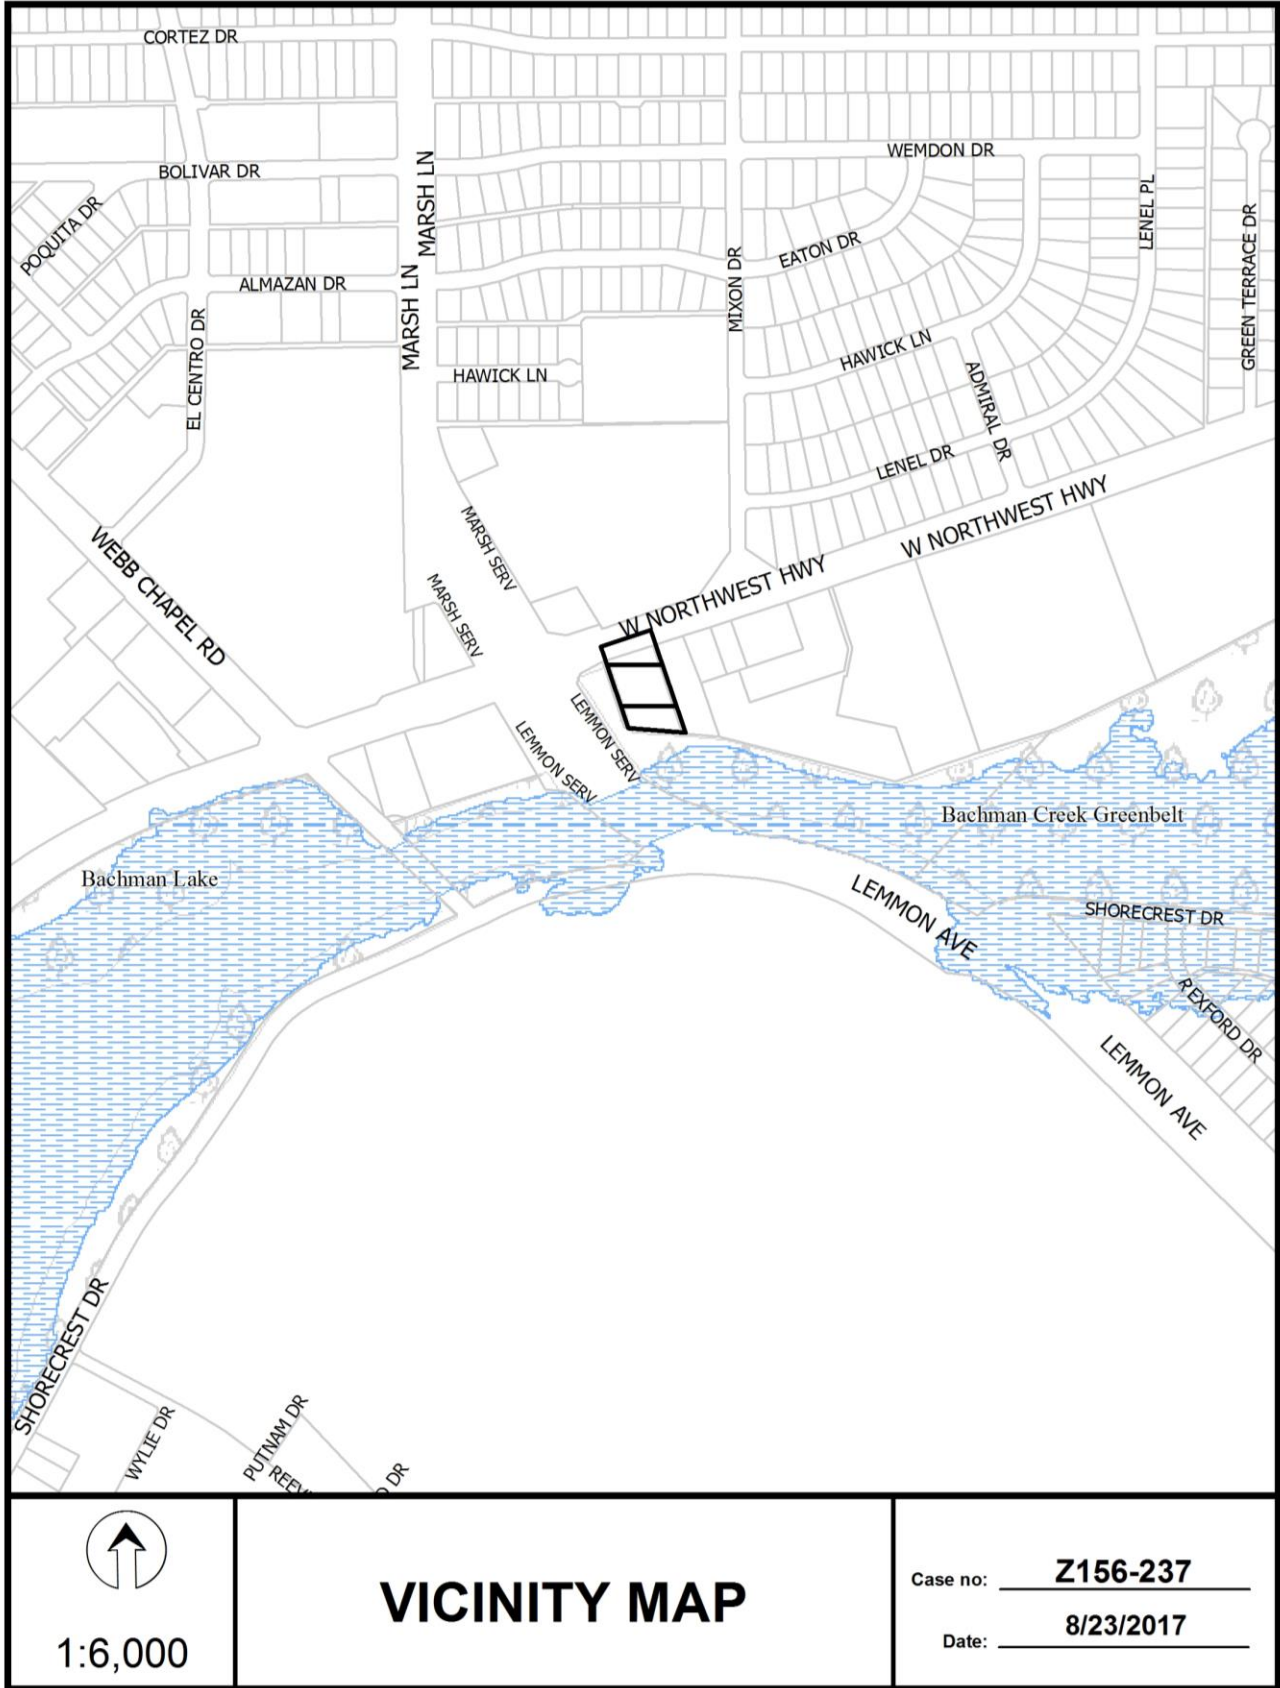 CORTEZ DR
WEMDON DR
BOLIVAR DR
MARSH LN
LENEL PL
POQUITA DR
EATON DR
GREEN TERRACE DR
ALMAZAN DR
MARSH LN
MIXON DR
EL CENTRO DR
HAWICK LN
HAWICK LN
ADMIRAL DR
LENEL DR
W NORTHWEST HWY
MARSH SERV
WEBB CHAPEL RD
W NORTHWEST HWY
MARSH SERV
LEMMON SERV
LEMMON SERV
Bachman Creek Greenbelt
Bachman Lake
LEMMON AVE
SHORECREST DR
REXFORD DR
LEMMON AVE
SHORECREST DR
WYLIE DR
PUTNAM DR
DR
1:6,000
VICINITY MAP
Case no: Z156-237
Date: 8/23/2017